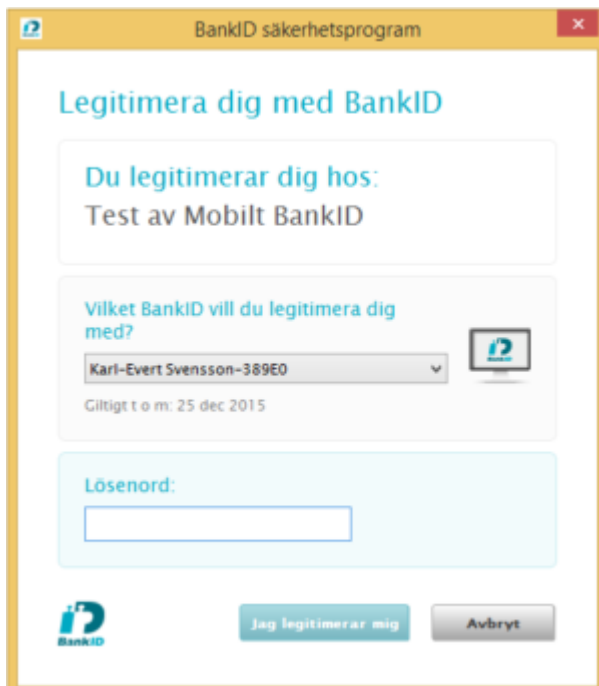 BankID säkerhetsprogram
Legitimera dig med BankID
Du legitimerar dig hos:
Test av Mobilt BankID
Vilket BankID vill du legitimera dig
med?
Karl-Evert Svensson-389E0
Giltigt t o m: 25 dec 2015
BankID
Lösenord:
BankID
Jag legitimerar mig
Avbryt